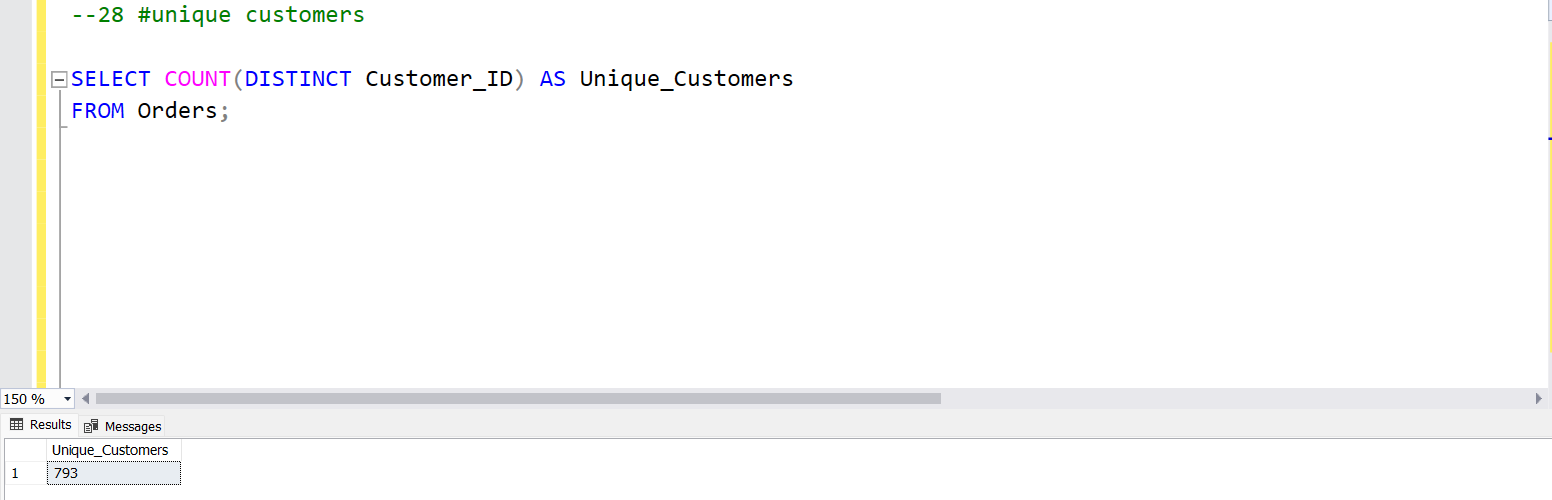 --28 #unique customers
SELECT COUNT(DISTINCT Customer_ID) AS Unique_Customers
FROM Orders;
150 %
Results Messages
Unique_Customers
1 793